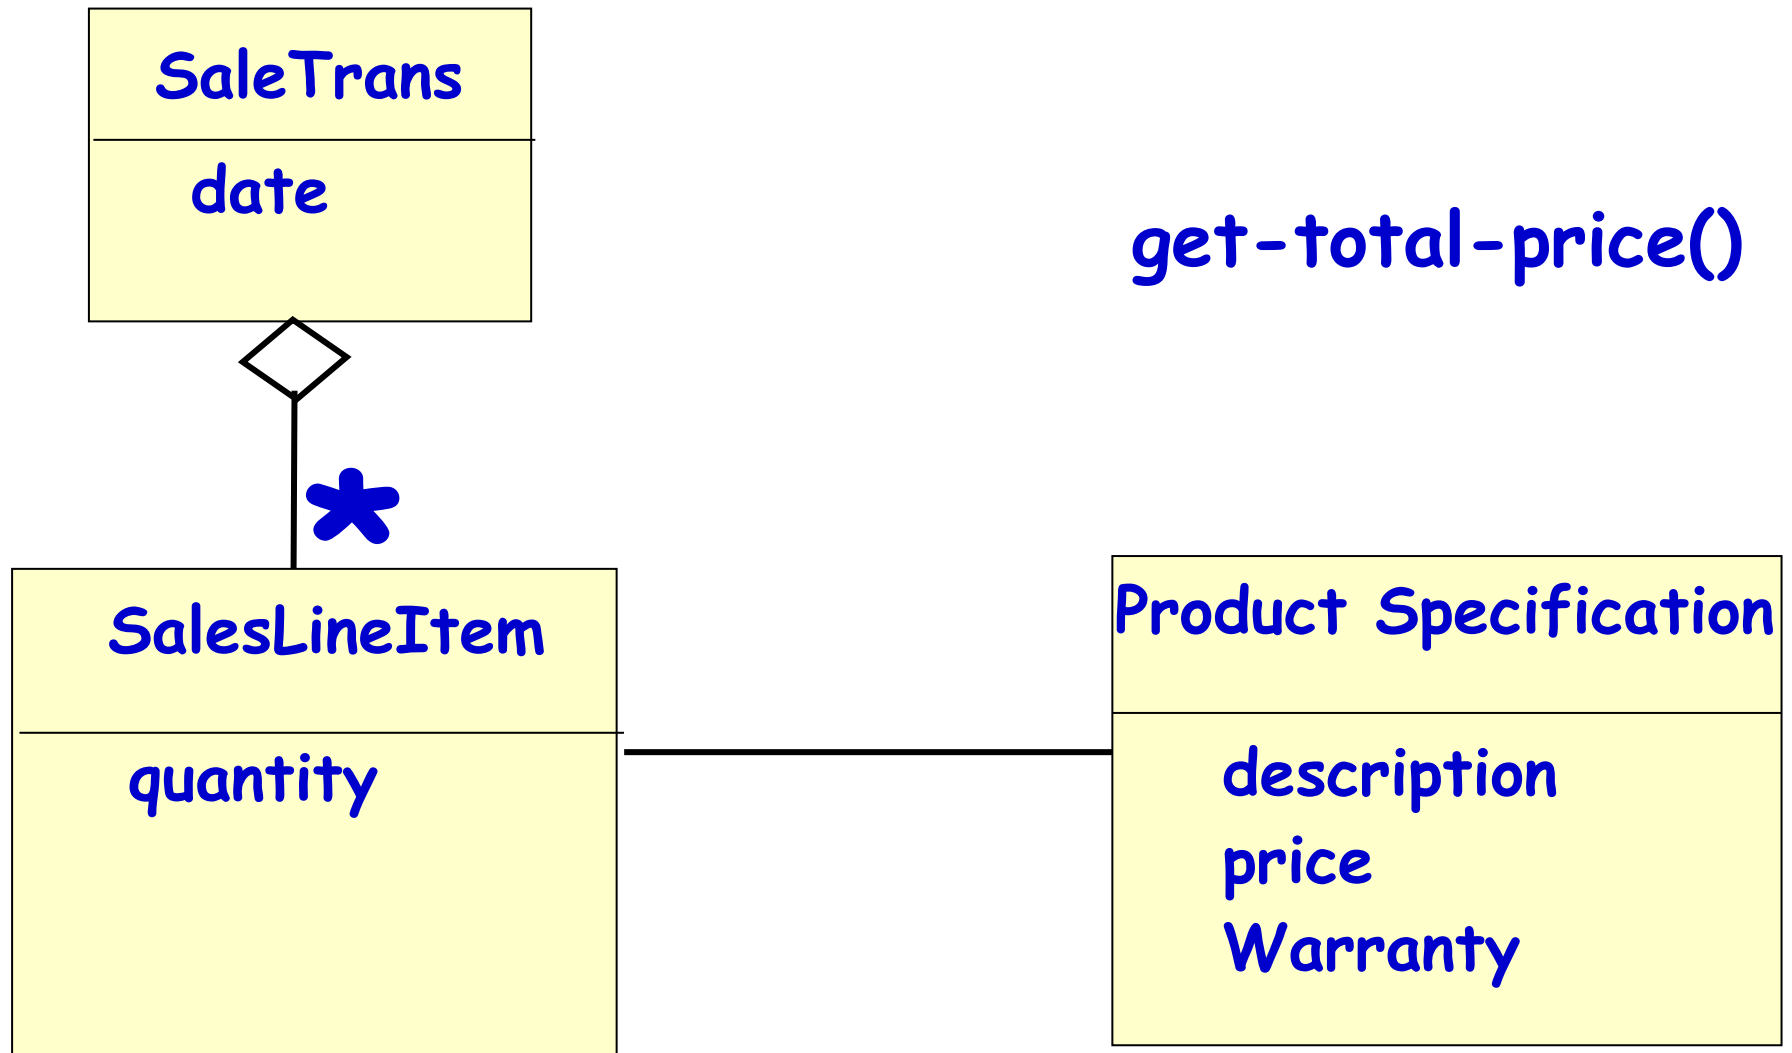 SaleTrans
date
get-total-price()
*
SalesLineItem
quantity
Product Specification
description
price
Warranty